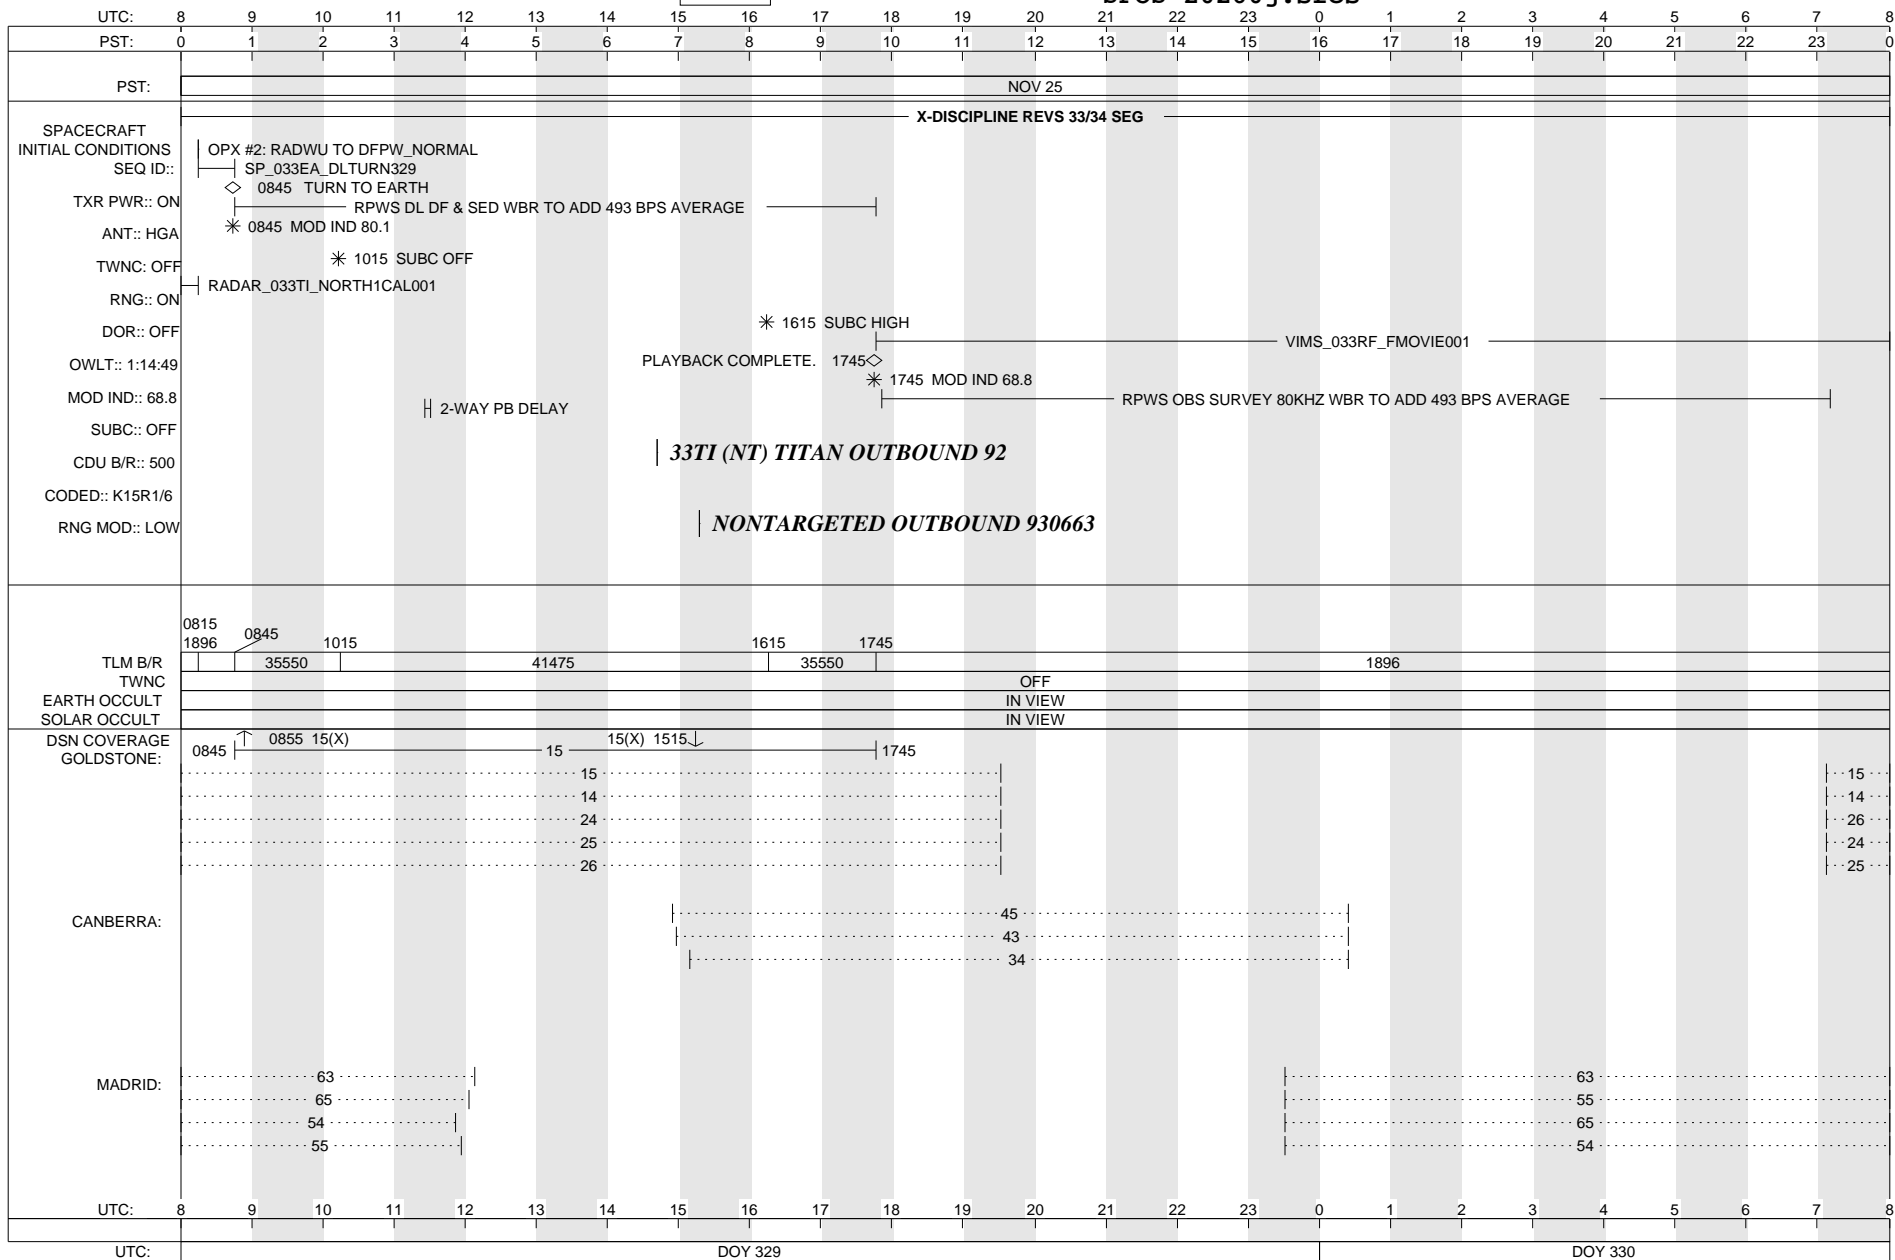 UTC: 8 9 10 11 12 13 14 15 16 17 18 19 20 21 22 23 0 1 2 3 4 5 6 7 8
PST: 0 1 2 3 4 5 6 7 8 9 10 11 12 13 14 15 16 17 18 19 20 21 22 23 0
PST: NOV 25
X-DISCIPLINE REVS 33/34 SEG
SPACECRAFT
INITIAL CONDITIONS
OPX #2: RADWU TO DFPW_NORMAL
SEQ ID::
SP_033EA_DLTURN329
0845 TURN TO EARTH
TXR PWR:: ON
RPWS DL DF & SED WBR TO ADD 493 BPS AVERAGE
0845 MOD IND 80.1
ANT:: HGA
1015 SUBC OFF
TWNC: OFF
RADAR_033TI_NORTH1CAL001
RNG:: ON
1615 SUBC HIGH
DOR:: OFF
VIMS_033RF_FMOVIE001
PLAYBACK COMPLETE. 1745
OWLT:: 1:14:49
1745 MOD IND 68.8
MOD IND:: 68.8
RPWS OBS SURVEY 80KHZ WBR TO ADD 493 BPS AVERAGE
2-WAY PB DELAY
SUBC:: OFF
33TI (NT) TITAN OUTBOUND 92
CDU B/R:: 500
CODED:: K15R1/6
NONTARGETED OUTBOUND 930663
RNG MOD:: LOW
0815
1896 0845 1015 1615 1745
TLM B/R 35550 41475 35550 1896
TWNC OFF
EARTH OCCULT IN VIEW
SOLAR OCCULT IN VIEW
DSN COVERAGE 0855 15(X) 15(X) 1515
GOLDSTONE: 0845 15 1745
15 15
14 14
24 26
25 24
26 25
CANBERRA: 45
43
34
MADRID: 63 63
65 55
54 65
55 54
UTC: 8 9 10 11 12 13 14 15 16 17 18 19 20 21 22 23 0 1 2 3 4 5 6 7 8
UTC: DOY 329 DOY 330